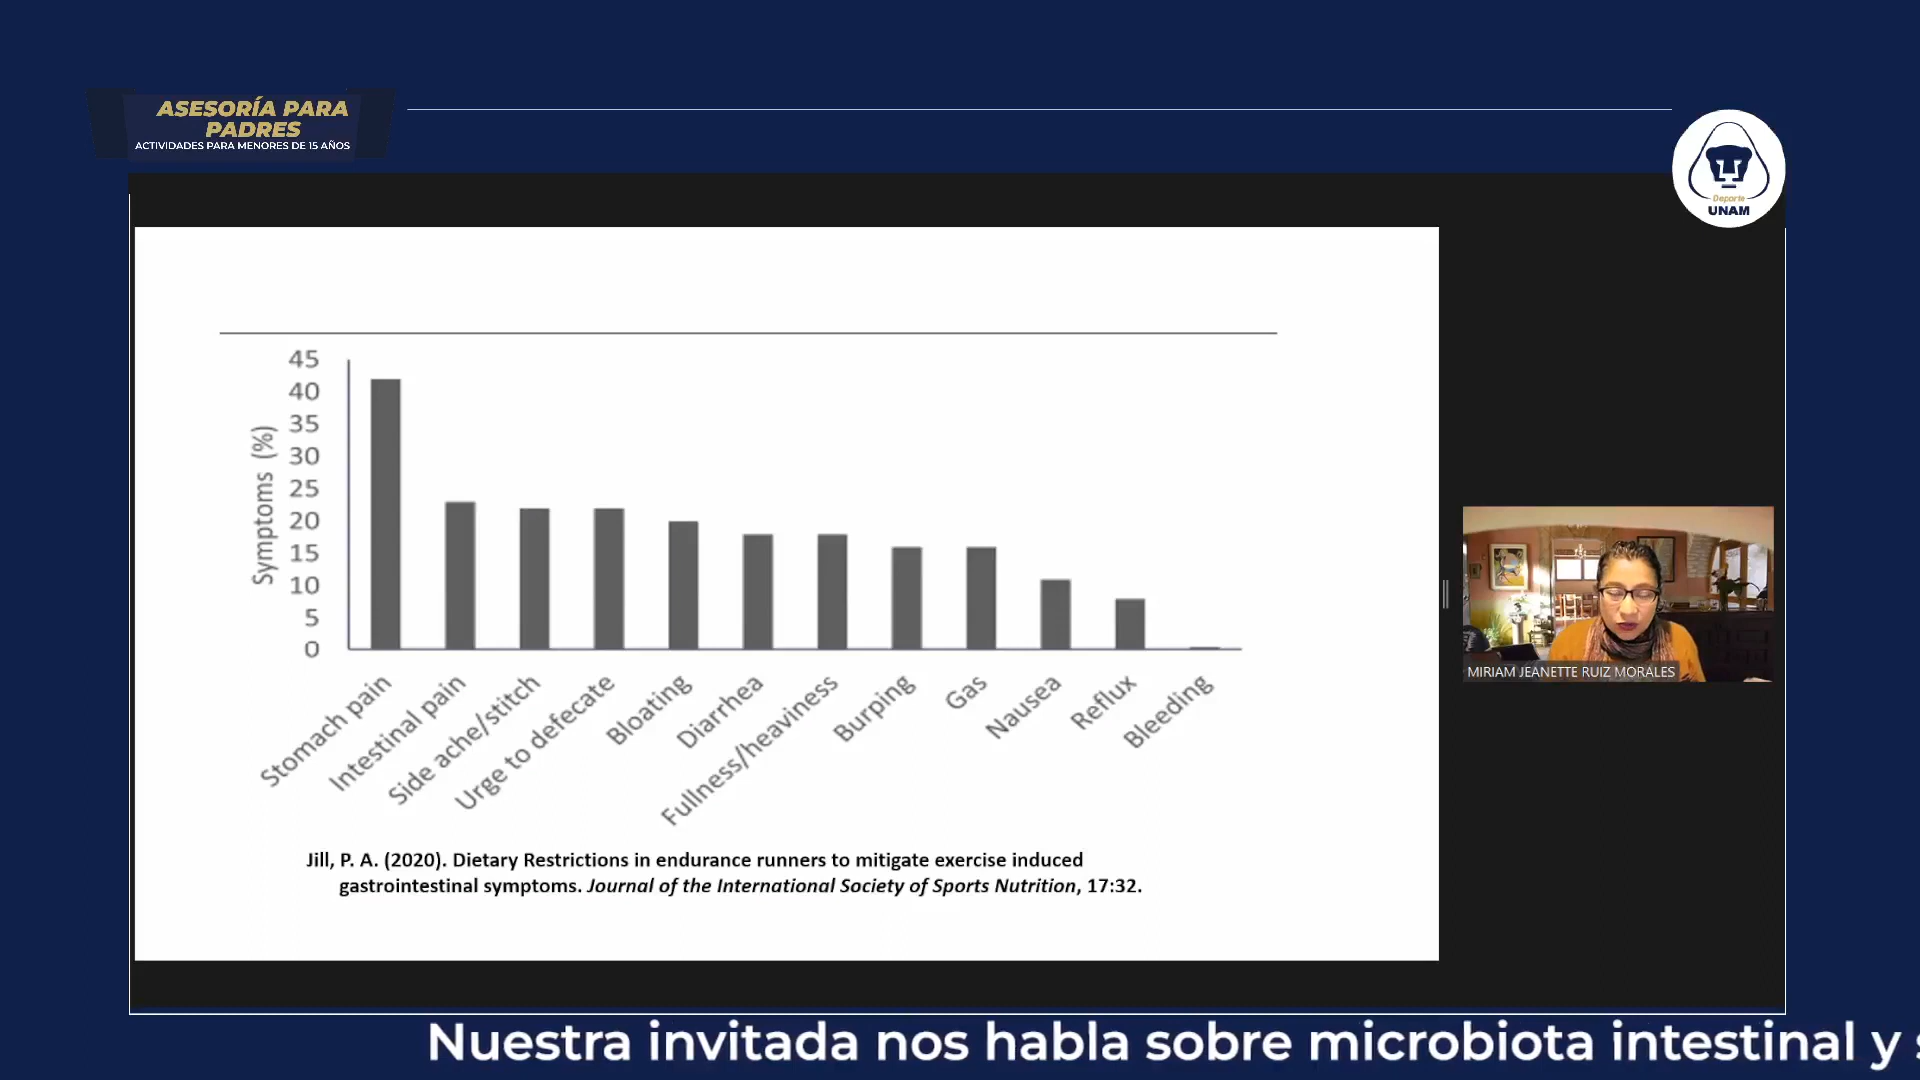 ASESORÍA PARA
PADRES
ACTIVIDADES PARA MENORES DE 15 AÑOS
Deporte
UNAM
Symptoms (%)
45
40
35
30
25
20
15
10
5
0
Stomach pain
Intestinal pain
Side ache/stitch
Urge to defecate
Bloating
Diarrhea
Fullness/heaviness
Burping
Gas
Nausea
Reflux
Bleeding
Jill, P. A. (2020). Dietary Restrictions in endurance runners to mitigate exercise induced
gastrointestinal symptoms. Journal of the International Society of Sports Nutrition, 17:32.
MIRIAM JEANETTE RUIZ MORALES
Nuestra invitada nos habla sobre microbiota intestinal y